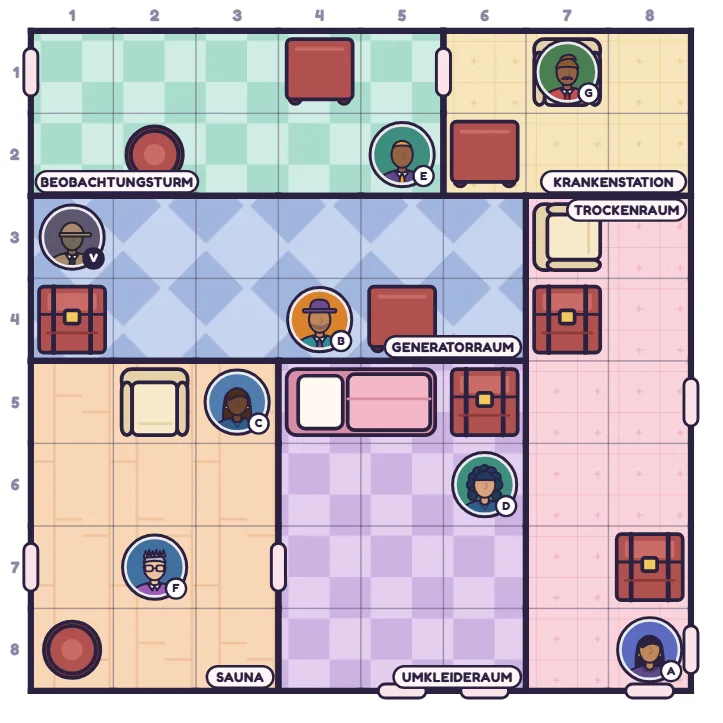 1 2 3 4 5 6 7 8
1
G
2
E
BEOBACHTUNGSTURM
KRANKENSTATION
TROCKENRAUM
3
V
4
B
GENERATORRAUM
5
C
6
D
7
F
8
A
SAUNA
UMKLEIDERAUM